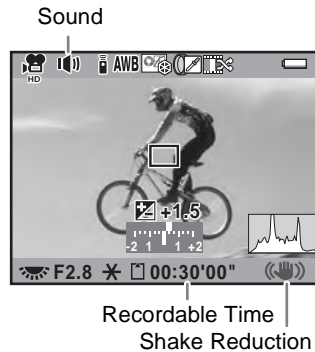 Sound
HD AWB
+1.5
-2 1 1 +2
F2.8 00:30'00"
Recordable Time
Shake Reduction